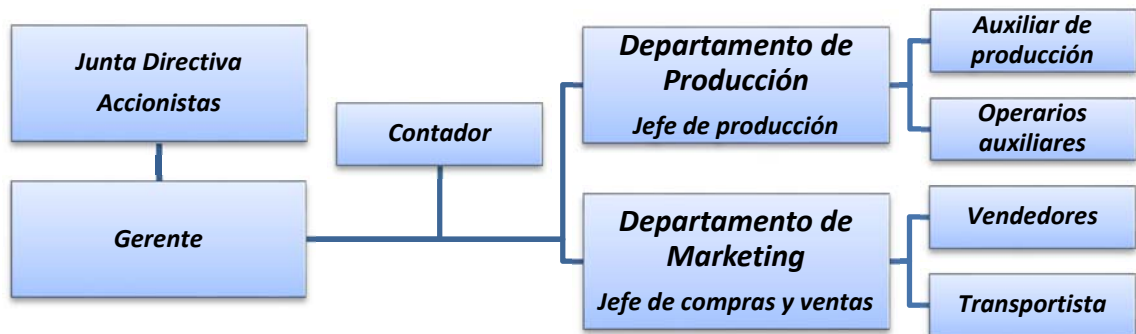 Junta Directiva
Accionistas
Gerente
Contador
Departamento de
Producción
Jefe de producción
Auxiliar de
producción
Operarios
auxiliares
Departamento de
Marketing
Jefe de compras y ventas
Vendedores
Transportista